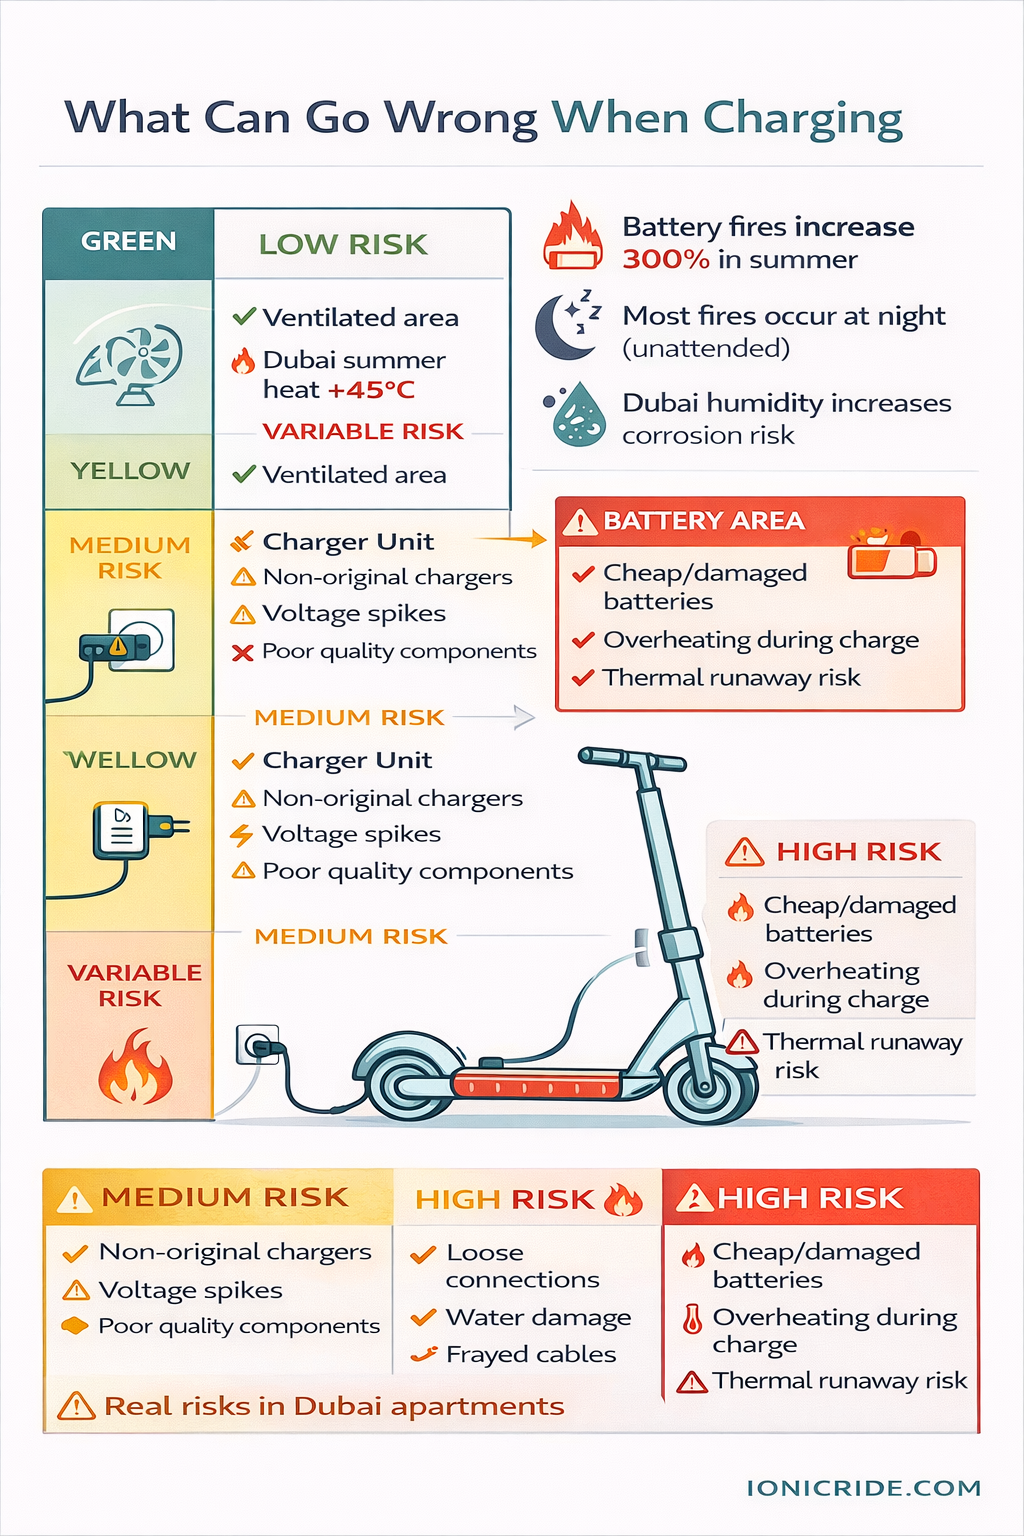 What Can Go Wrong When Charging
GREEN
LOW RISK
Ventilated area
Dubai summer
heat +45°C
VARIABLE RISK
YELLOW
Ventilated area
Battery fires increase
300% in summer
z z z
Most fires occur at night
(unattended)
Dubai humidity increases
corrosion risk
MEDIUM
RISK
Charger Unit
Non-original chargers
Voltage spikes
Poor quality components
BATTERY AREA
Cheap/damaged
batteries
Overheating during charge
Thermal runaway risk
MEDIUM RISK
WELLOW
Charger Unit
Non-original chargers
Voltage spikes
Poor quality components
MEDIUM RISK
HIGH RISK
Cheap/damaged
batteries
Overheating
during charge
Thermal runaway
risk
VARIABLE
RISK
MEDIUM RISK
Non-original chargers
Voltage spikes
Poor quality components
HIGH RISK
Loose
connections
Water damage
Frayed cables
HIGH RISK
Cheap/damaged
batteries
Overheating during
charge
Thermal runaway risk
Real risks in Dubai apartments
IONICRIDE.COM